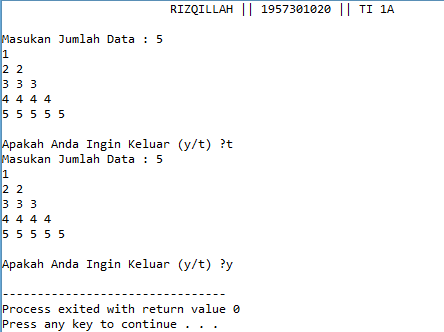 RIZQILLAH || 1957301020 || TI 1A
Masukan Jumlah Data : 5
1
2 2
3 3 3
4 4 4 4
5 5 5 5 5
Apakah Anda Ingin Keluar (y/t) ?t
Masukan Jumlah Data : 5
1
2 2
3 3 3
4 4 4 4
5 5 5 5 5
Apakah Anda Ingin Keluar (y/t) ?y
--------------------------------
Process exited with return value 0
Press any key to continue . . .